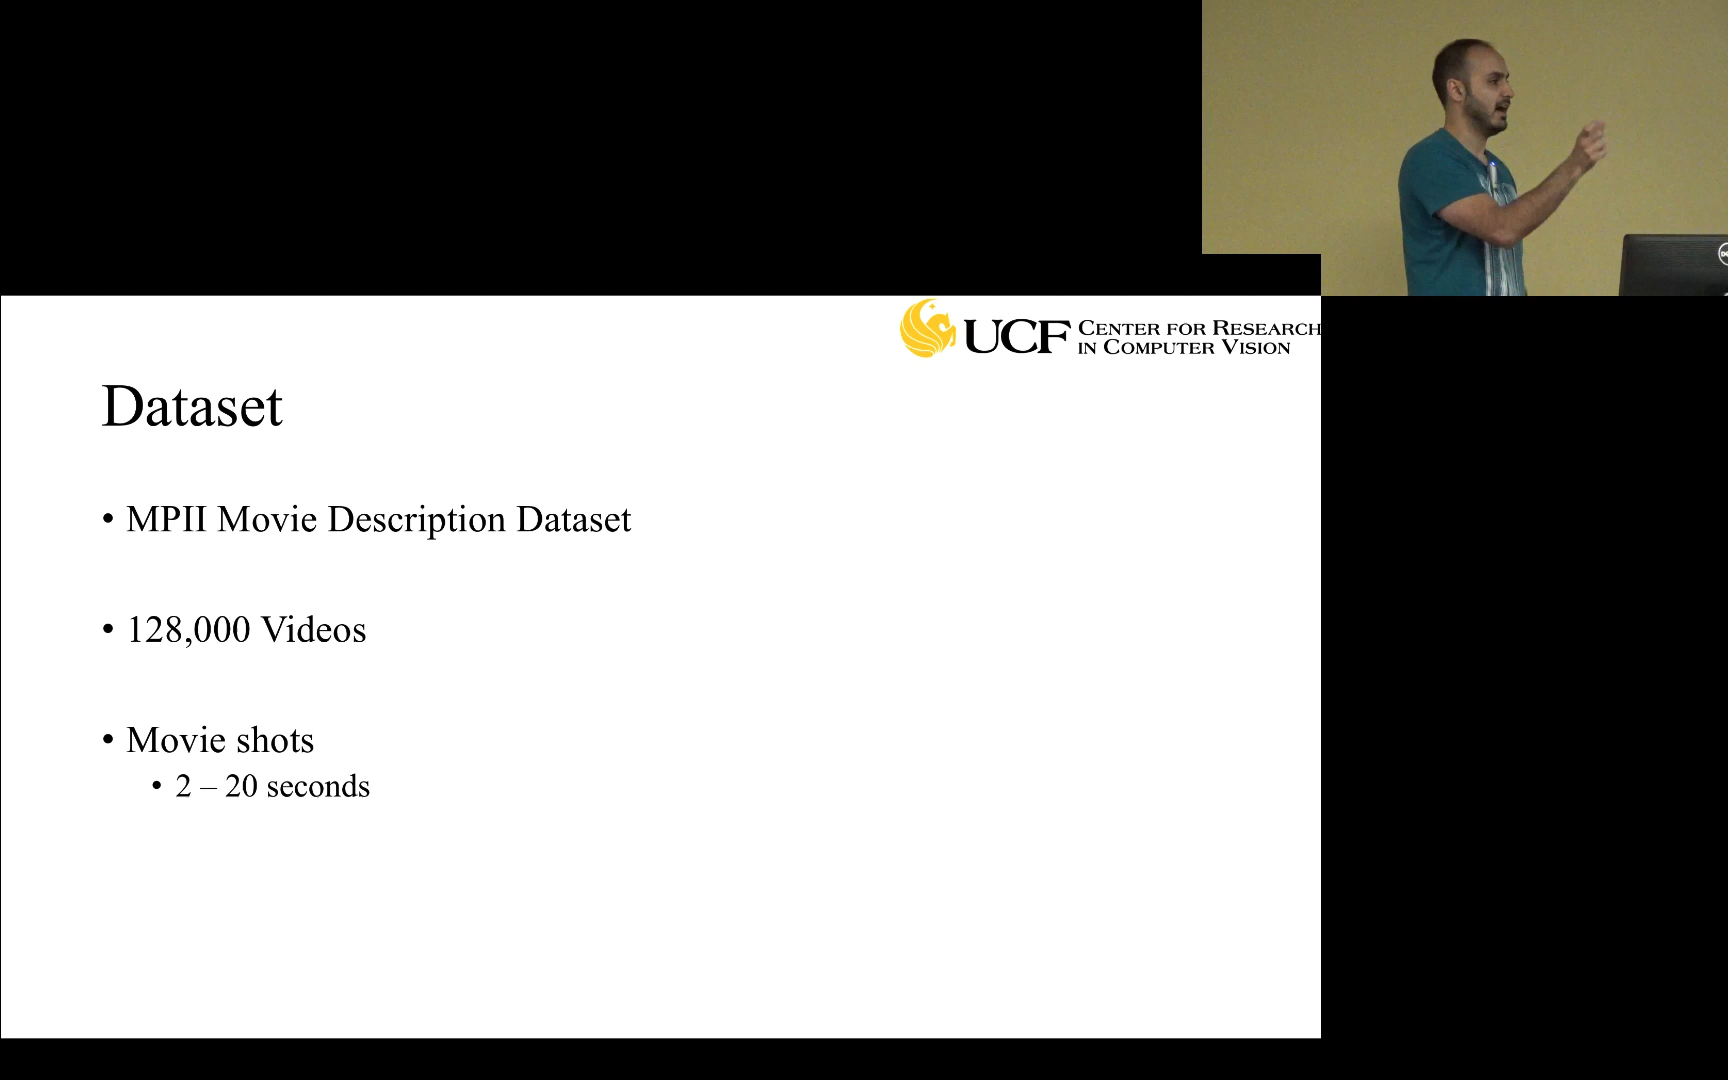 UCF CENTER FOR RESEARCH
IN COMPUTER VISION
Dataset
• MPII Movie Description Dataset
• 128,000 Videos
• Movie shots
• 2 – 20 seconds